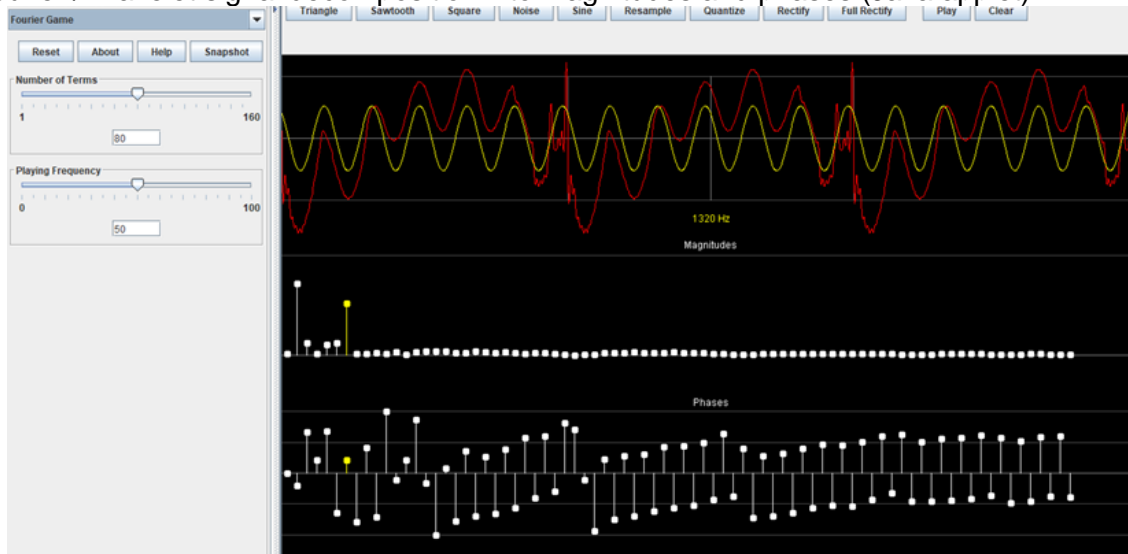 Fourier Game
Reset About Help Snapshot
Number of Terms
1 160
80
Playing Frequency
0 100
50
Triangle Sawtooth Square Noise Sine Resample Quantize Rectify Full Rectify Play Clear
1320 Hz
Magnitudes
Phases